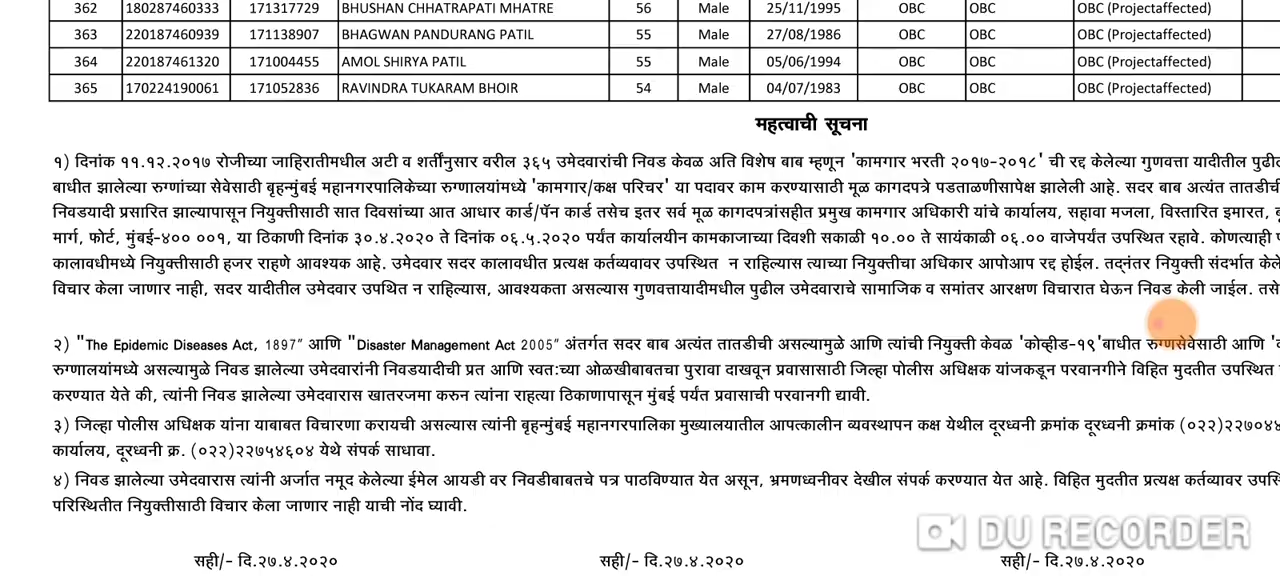 362 180287460333 171317729 BHUSHAN CHHATRAPATI MHATRE 56 Male 25/11/1995 OBC OBC OBC (Projectaffected)
363 220187460939 171138907 BHAGWAN PANDURANG PATIL 55 Male 27/08/1986 OBC OBC OBC (Projectaffected)
364 220187461320 171004455 AMOL SHIRYA PATIL 55 Male 05/06/1994 OBC OBC OBC (Projectaffected)
365 170224190061 171052836 RAVINDRA TUKARAM BHOIR 54 Male 04/07/1983 OBC OBC OBC (Projectaffected)
महत्वाची सूचना
१) दिनांक ११.१२.२०१७ रोजीच्या जाहिरातीमधील अटी व शर्तीनुसार वरील ३६५ उमेदवारांची निवड केवळ अति विशेष बाब म्हणून 'कामगार भरती २०१७-२०१८' ची रद्द केलेल्या गुणवत्ता यादीतील पुढील
बाधीत झालेल्या रुग्णांच्या सेवेसाठी बृहन्मुंबई महानगरपालिकेच्या रुग्णालयांमध्ये 'कामगार/कक्ष परिचर' या पदावर काम करण्यासाठी मूळ कागदपत्रे पडताळणीसापेक्ष झालेली आहे. सदर बाब अत्यंत तातडीची
निवडयादी प्रसारित झाल्यापासून नियुक्तीसाठी सात दिवसांच्या आत आधार कार्ड/पॅन कार्ड तसेच इतर सर्व मूळ कागदपत्रांसहीत प्रमुख कामगार अधिकारी यांचे कार्यालय, सहावा मजला, विस्तारित इमारत,
मार्ग, फोर्ट, मुंबई-४०० ००१, या ठिकाणी दिनांक ३०.४.२०२० ते दिनांक ०६.५.२०२० पर्यंत कार्यालयीन कामकाजाच्या दिवशी सकाळी १०.०० ते सायंकाळी ०६.०० वाजेपर्यंत उपस्थित रहावे. कोणत्याही
कालावधीमध्ये नियुक्तीसाठी हजर राहणे आवश्यक आहे. उमेदवार सदर कालावधीत प्रत्यक्ष कर्तव्यवावर उपस्थित न राहिल्यास त्याच्या नियुक्तीचा अधिकार आपोआप रद्द होईल. तद्नंतर नियुक्ती संदर्भात केले
विचार केला जाणार नाही, सदर यादीतील उमेदवार उपथित न राहिल्यास, आवश्यकता असल्यास गुणवत्तायादीमधील पुढील उमेदवाराचे सामाजिक व समांतर आरक्षण विचारात घेऊन निवड केली जाईल. तसे
२) "The Epidemic Diseases Act, 1897" आणि "Disaster Management Act 2005" अंतर्गत सदर बाब अत्यंत तातडीची असल्यामुळे आणि त्यांची नियुक्ती केवळ 'कोव्हीड-१९'बाधीत रुग्णसेवेसाठी आणि
रुग्णालयांमध्ये असल्यामुळे निवड झालेल्या उमेदवारांनी निवडयादीची प्रत आणि स्वत:च्या ओळखीबाबतचा पुरावा दाखवून प्रवासासाठी जिल्हा पोलीस अधिक्षक यांजकडून परवानगीने विहित मुदतीत उपस्थित
करण्यात येते की, त्यांनी निवड झालेल्या उमेदवारास खातरजमा करुन त्यांना राहत्या ठिकाणापासून मुंबई पर्यंत प्रवासाची परवानगी द्यावी.
३) जिल्हा पोलीस अधिक्षक यांना याबाबत विचारणा करायची असल्यास त्यांनी बृहन्मुंबई महानगरपालिका मुख्यालयातील आपत्कालीन व्यवस्थापन कक्ष येथील दूरध्वनी क्रमांक दूरध्वनी क्रमांक (०२२)२२७०४४
कार्यालय, दूरध्वनी क्र. (०२२)२२७५४६०४ येथे संपर्क साधावा.
४) निवड झालेल्या उमेदवारास त्यांनी अर्जात नमूद केलेल्या ईमेल आयडी वर निवडीबाबतचे पत्र पाठविण्यात येत असून, भ्रमणध्वनीवर देखील संपर्क करण्यात येत आहे. विहित मुदतीत प्रत्यक्ष कर्तव्यावर
परिस्थितीत नियुक्तीसाठी विचार केला जाणार नाही याची नोंद घ्यावी.
DU RECORDER
सही/- दि.२७.४.२०२० सही/- दि.२७.४.२०२० सही/- दि.२७.४.२०२०